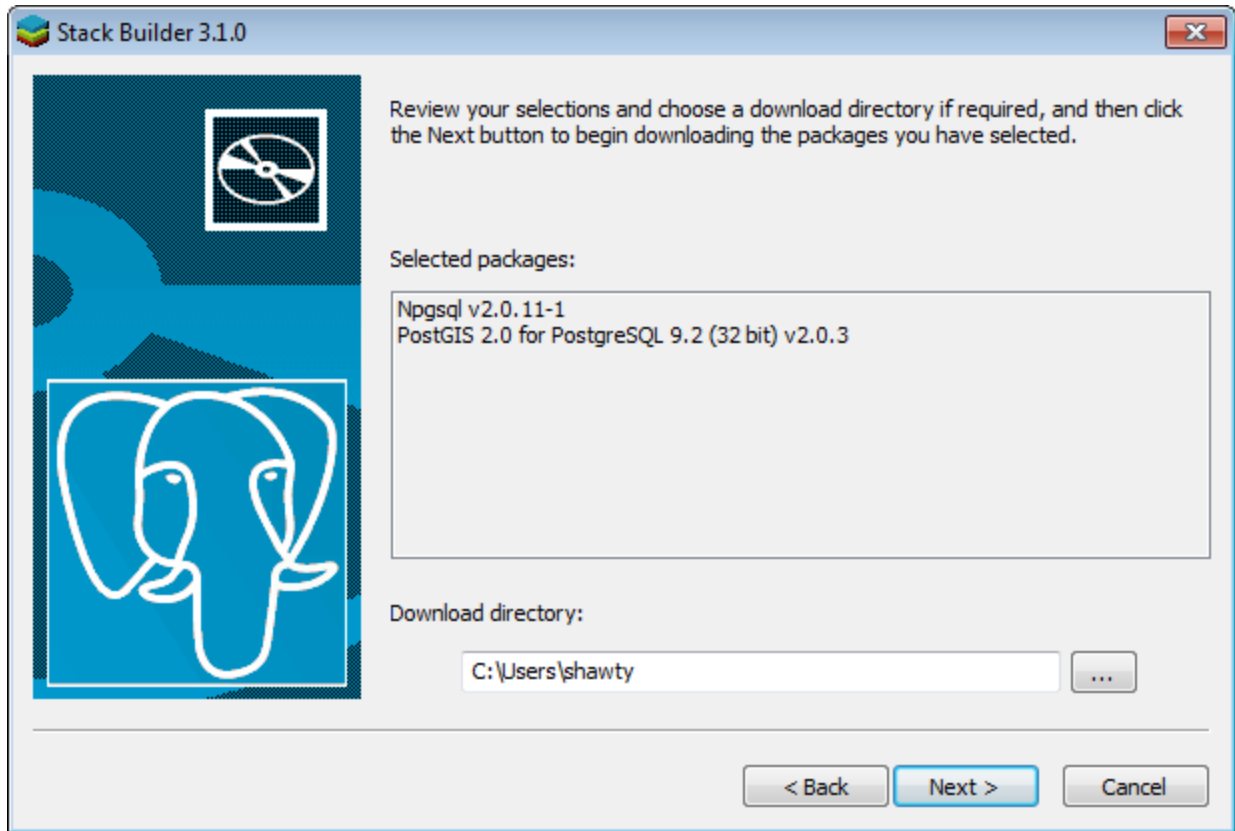 Stack Builder 3.1.0
Review your selections and choose a download directory if required, and then click
the Next button to begin downloading the packages you have selected.
Selected packages:
Npgsql v2.0.11-1
PostGIS 2.0 for PostgreSQL 9.2 (32 bit) v2.0.3
Download directory:
C:\Users\shawty
...
< Back
Next >
Cancel